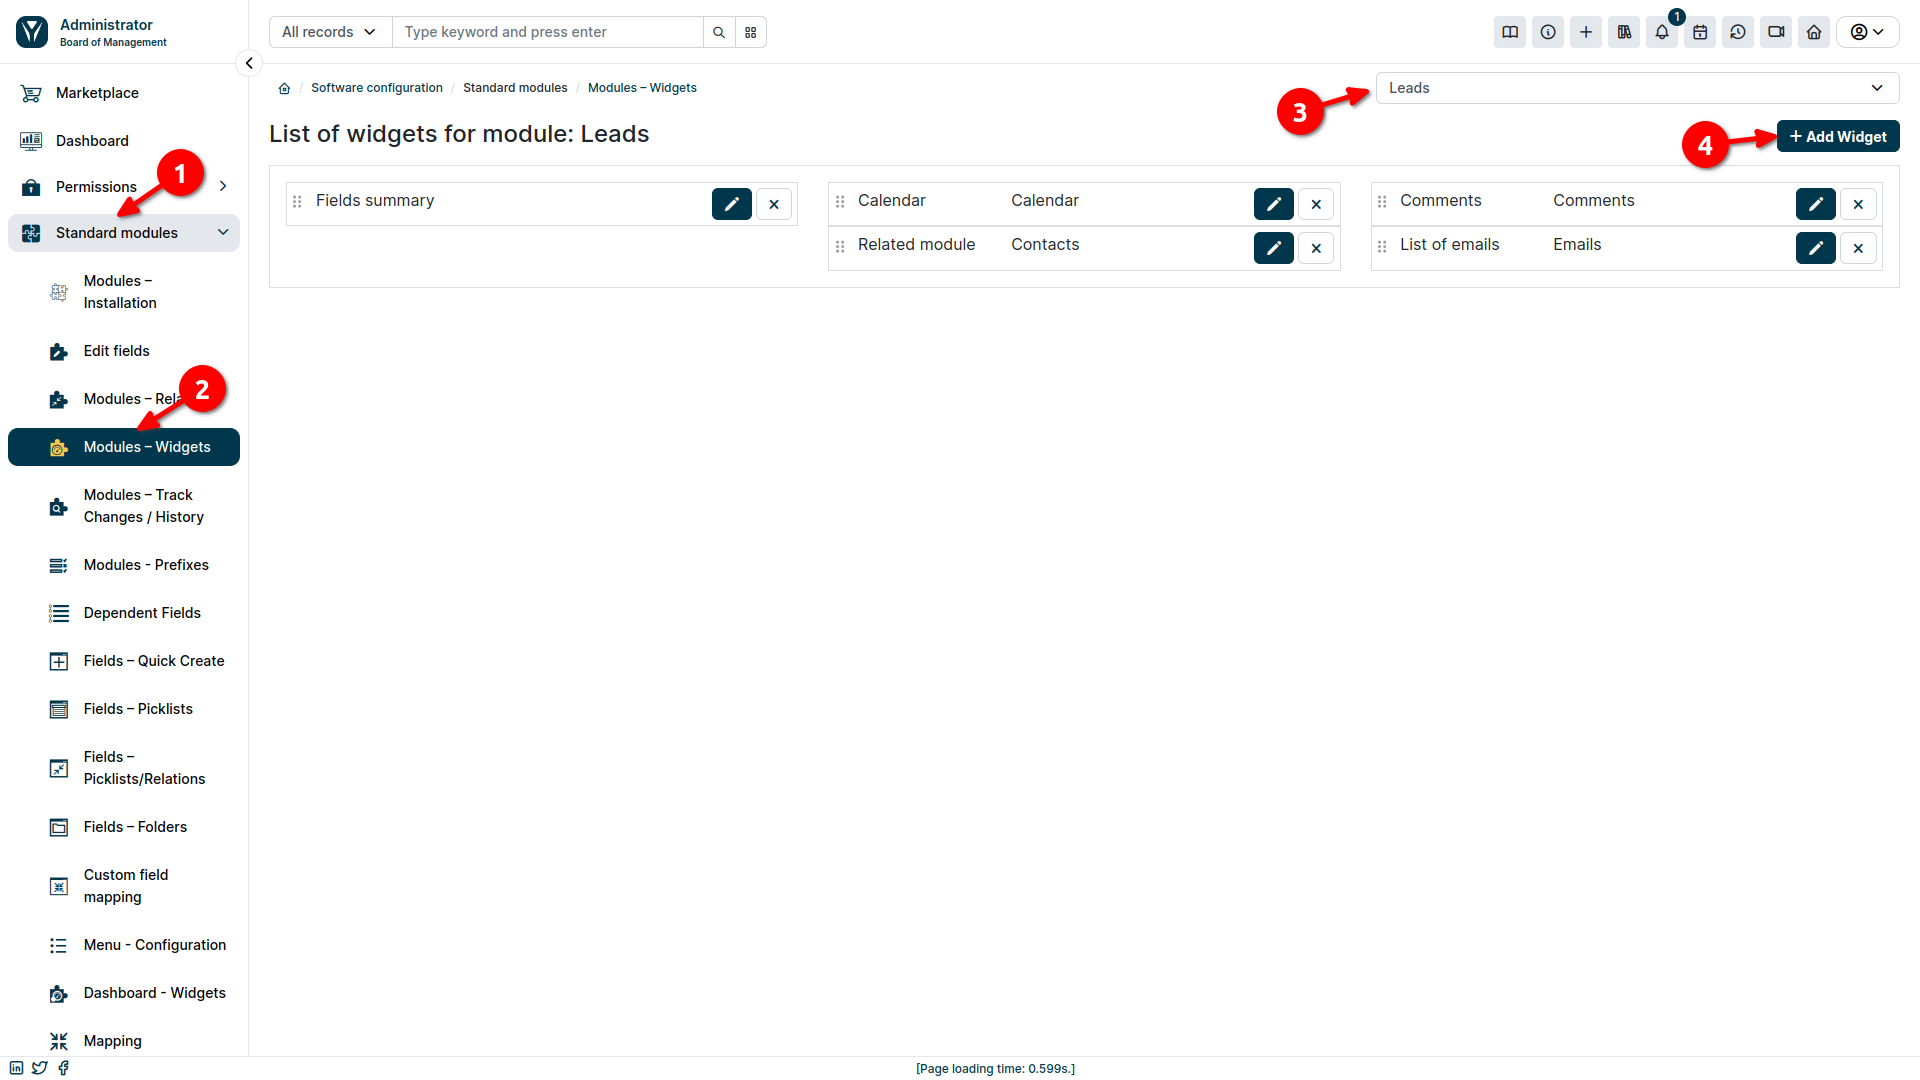 Administrator
Board of Management
All records
Type keyword and press enter
1
Marketplace
Dashboard
Permissions
Standard modules
Modules – Installation
Edit fields
Modules – Rela
Modules – Widgets
Modules – Track
Changes / History
Modules - Prefixes
Dependent Fields
Fields – Quick Create
Fields – Picklists
Fields –
Picklists/Relations
Fields – Folders
Custom field
mapping
Menu - Configuration
Dashboard - Widgets
Mapping
1
2
Software configuration / Standard modules / Modules – Widgets
Leads
3
List of widgets for module: Leads
4
+ Add Widget
Fields summary
Calendar Calendar
Related module Contacts
Comments Comments
List of emails Emails
[Page loading time: 0.599s.]